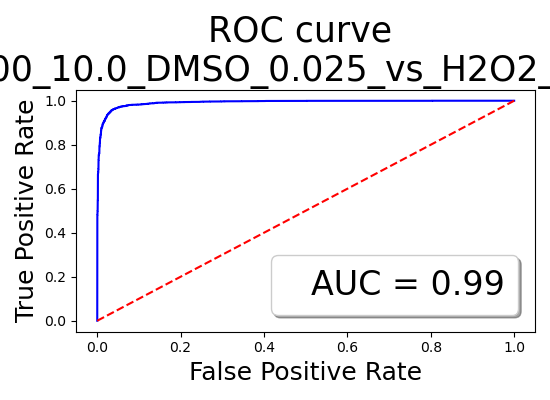 ROC curve
00_10.0_DMSO_0.025_vs_H2O2_
1.0
0.8
0.6
0.4
0.2
0.0
True Positive Rate
AUC = 0.99
0.0 0.2 0.4 0.6 0.8 1.0
False Positive Rate